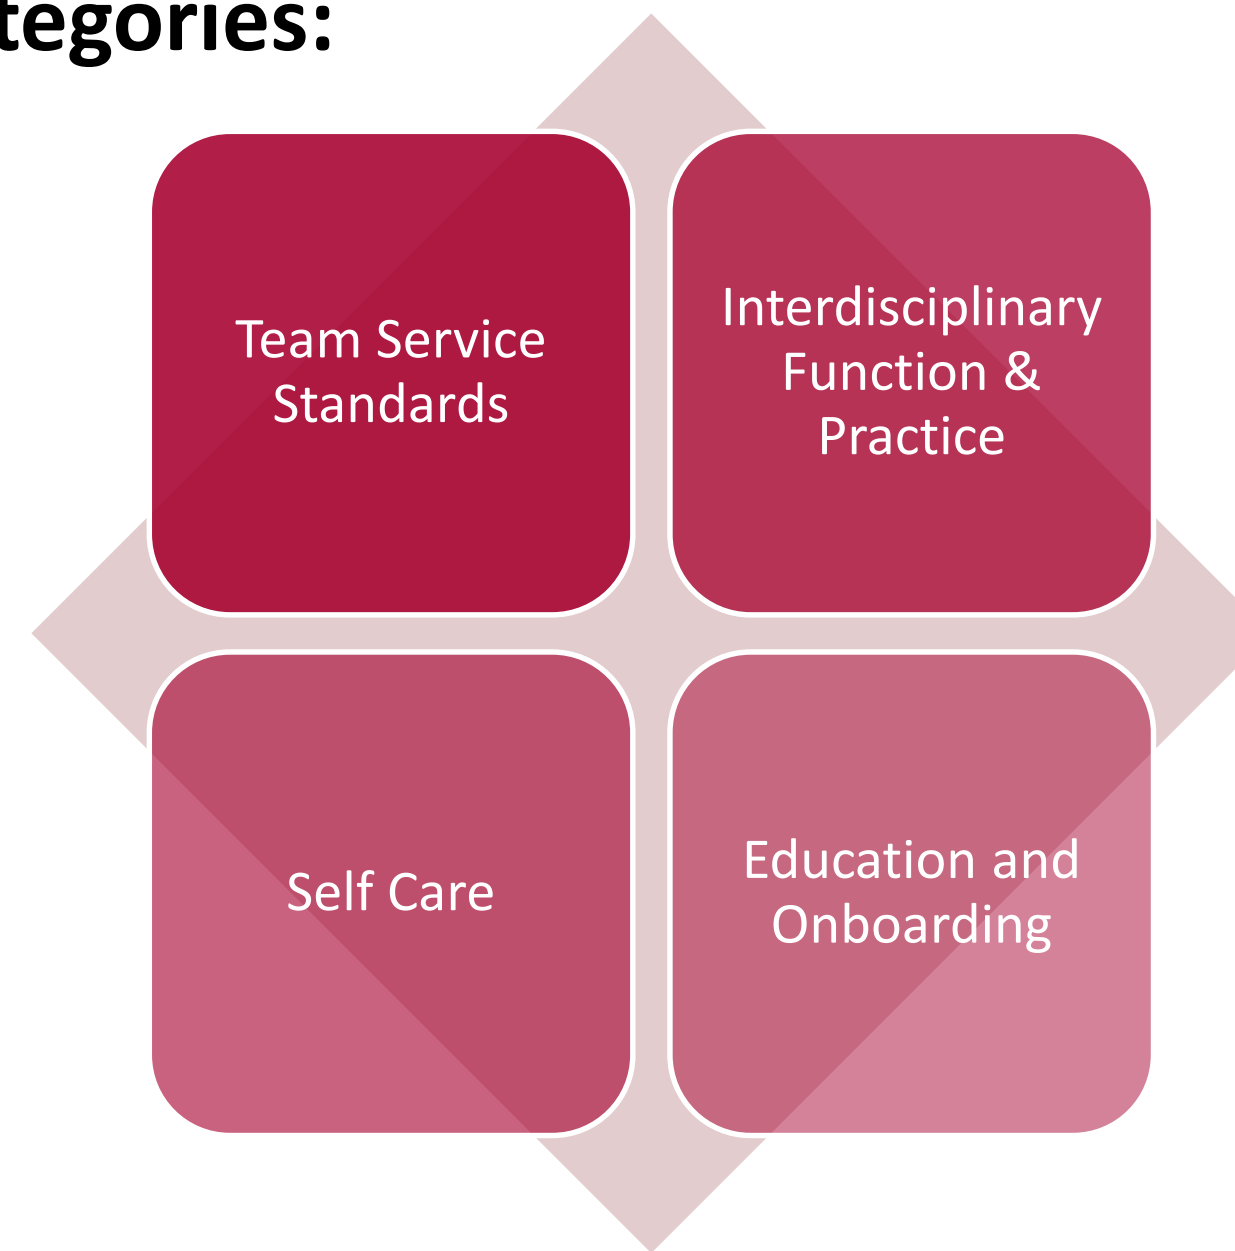 tegories:
Team Service
Standards
Interdisciplinary
Function &
Practice
Self Care
Education and
Onboarding